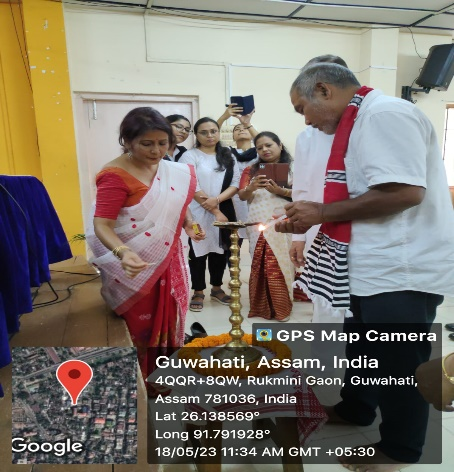 GPS Map Camera
Guwahati, Assam, India
4QQR+8QW, Rukmini Gaon, Guwahati,
Assam 781036, India
Lat 26.138569°
Long 91.791928°
18/05/23 11:34 AM GMT +05:30
Google